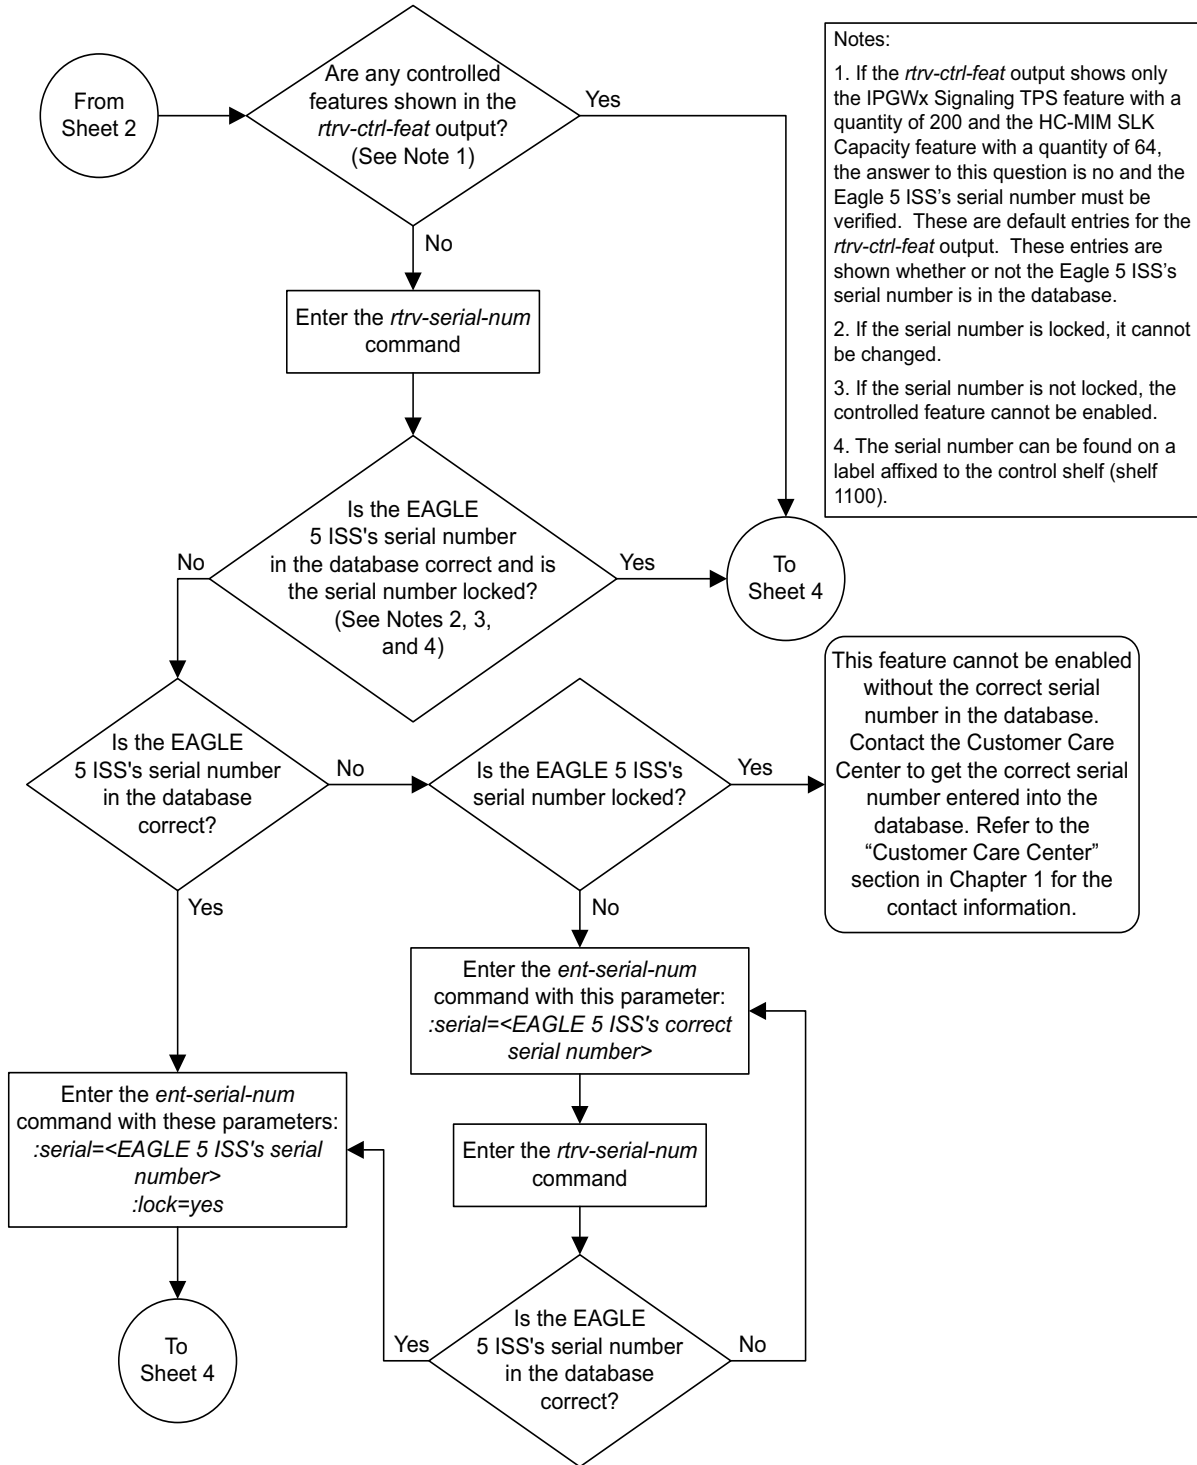 From
Sheet 2
Are any controlled
features shown in the
rtrv-ctrl-feat output?
(See Note 1)
Yes
No
Notes:
1. If the rtrv-ctrl-feat output shows only
the IPGWx Signaling TPS feature with a
quantity of 200 and the HC-MIM SLK
Capacity feature with a quantity of 64,
the answer to this question is no and the
Eagle 5 ISS's serial number must be
verified. These are default entries for the
rtrv-ctrl-feat output. These entries are
shown whether or not the Eagle 5 ISS's
serial number is in the database.
2. If the serial number is locked, it cannot
be changed.
3. If the serial number is not locked, the
controlled feature cannot be enabled.
4. The serial number can be found on a
label affixed to the control shelf (shelf
1100).
Enter the rtrv-serial-num
command
Is the EAGLE
5 ISS's serial number
in the database correct and is
the serial number locked?
(See Notes 2, 3,
and 4)
No
Yes
To
Sheet 4
Is the EAGLE
5 ISS's serial number
in the database
correct?
No
Yes
Is the EAGLE 5 ISS's
serial number locked?
Yes
No
This feature cannot be enabled
without the correct serial
number in the database.
Contact the Customer Care
Center to get the correct serial
number entered into the
database. Refer to the
“Customer Care Center”
section in Chapter 1 for the
contact information.
Enter the ent-serial-num
command with this parameter:
:serial=<EAGLE 5 ISS's correct
serial number>
Enter the rtrv-serial-num
command
Is the EAGLE
5 ISS's serial number
in the database
correct?
Yes
No
Enter the ent-serial-num
command with these parameters:
:serial=<EAGLE 5 ISS's serial
number>
:lock=yes
To
Sheet 4